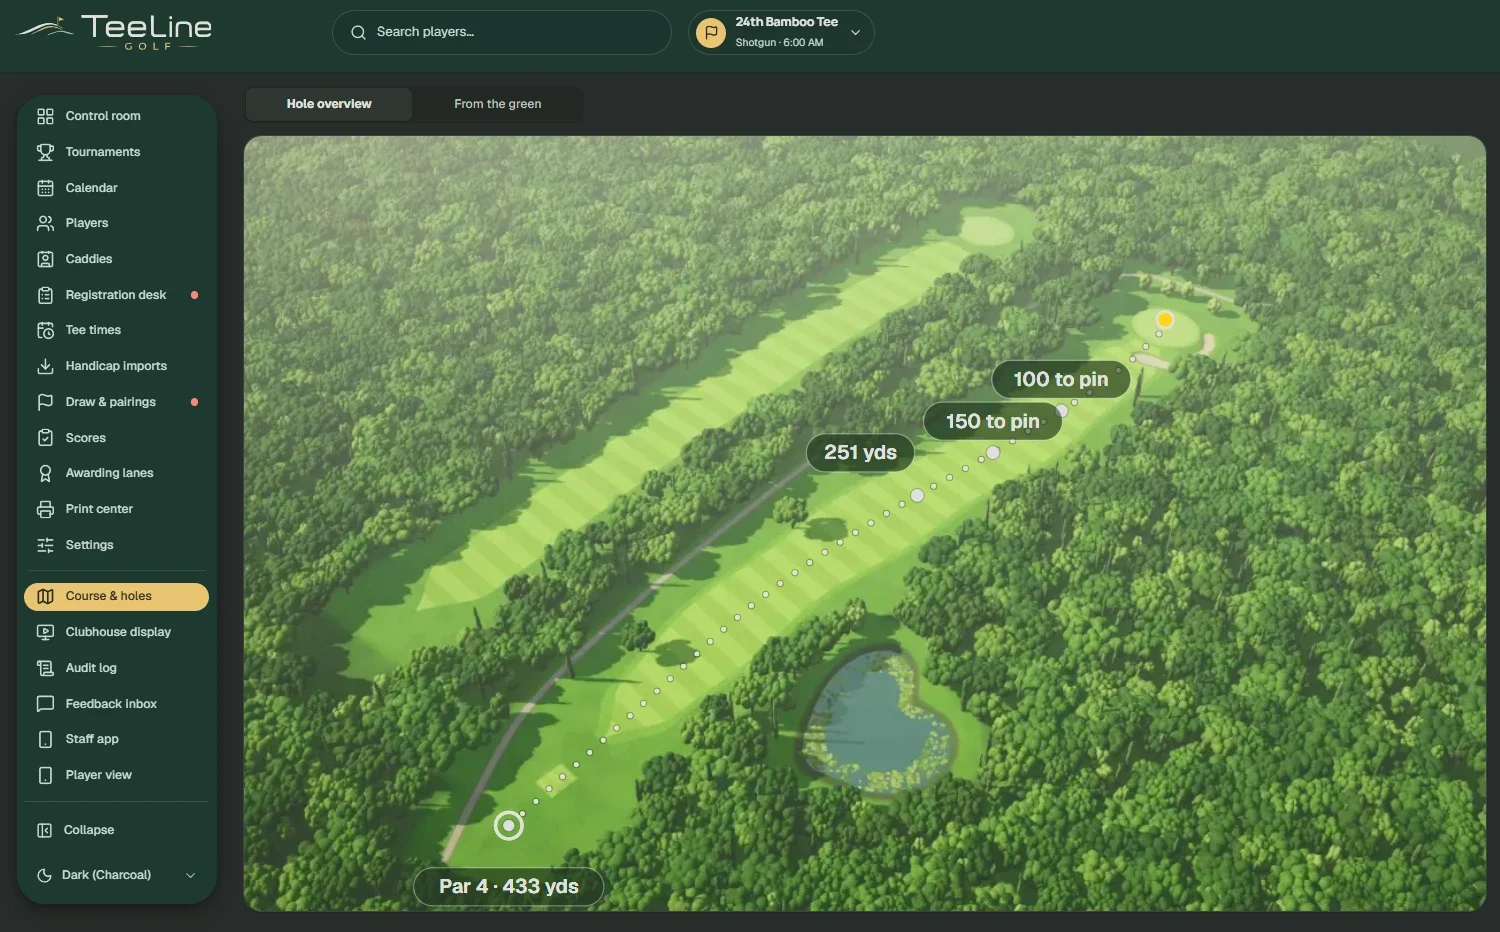 TeeLine
GOLF
Search players...
24th Bamboo Tee
Shotgun · 6:00 AM
Control room
Tournaments
Calendar
Players
Caddies
Registration desk
Tee times
Handicap imports
Draw & pairings
Scores
Awarding lanes
Print center
Settings
Course & holes
Clubhouse display
Audit log
Feedback inbox
Staff app
Player view
Collapse
Dark (Charcoal)
Hole overview
From the green
100 to pin
150 to pin
251 yds
Par 4 · 433 yds